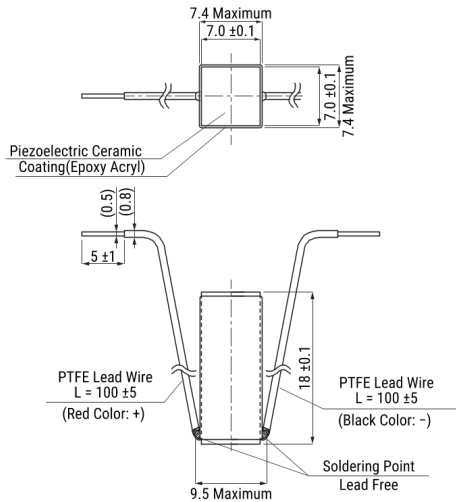 7.4 Maximum
7.0 ±0.1
7.0 ±0.1
7.4 Maximum
Piezoelectric Ceramic
Coating(Epoxy Acryl)
(0.5)
(0.8)
5 ±1
18 ±0.1
PTFE Lead Wire
L = 100 ±5
(Red Color: +)
PTFE Lead Wire
L = 100 ±5
(Black Color: −)
Soldering Point
Lead Free
9.5 Maximum